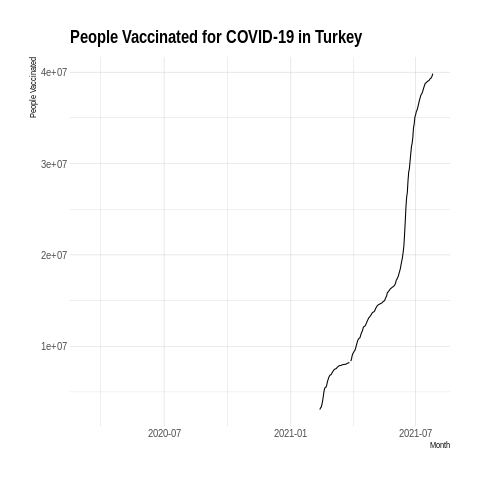 People Vaccinated for COVID-19 in Turkey
People Vaccinated
4e+07
3e+07
2e+07
1e+07
2020-07
2021-01
2021-07
Month